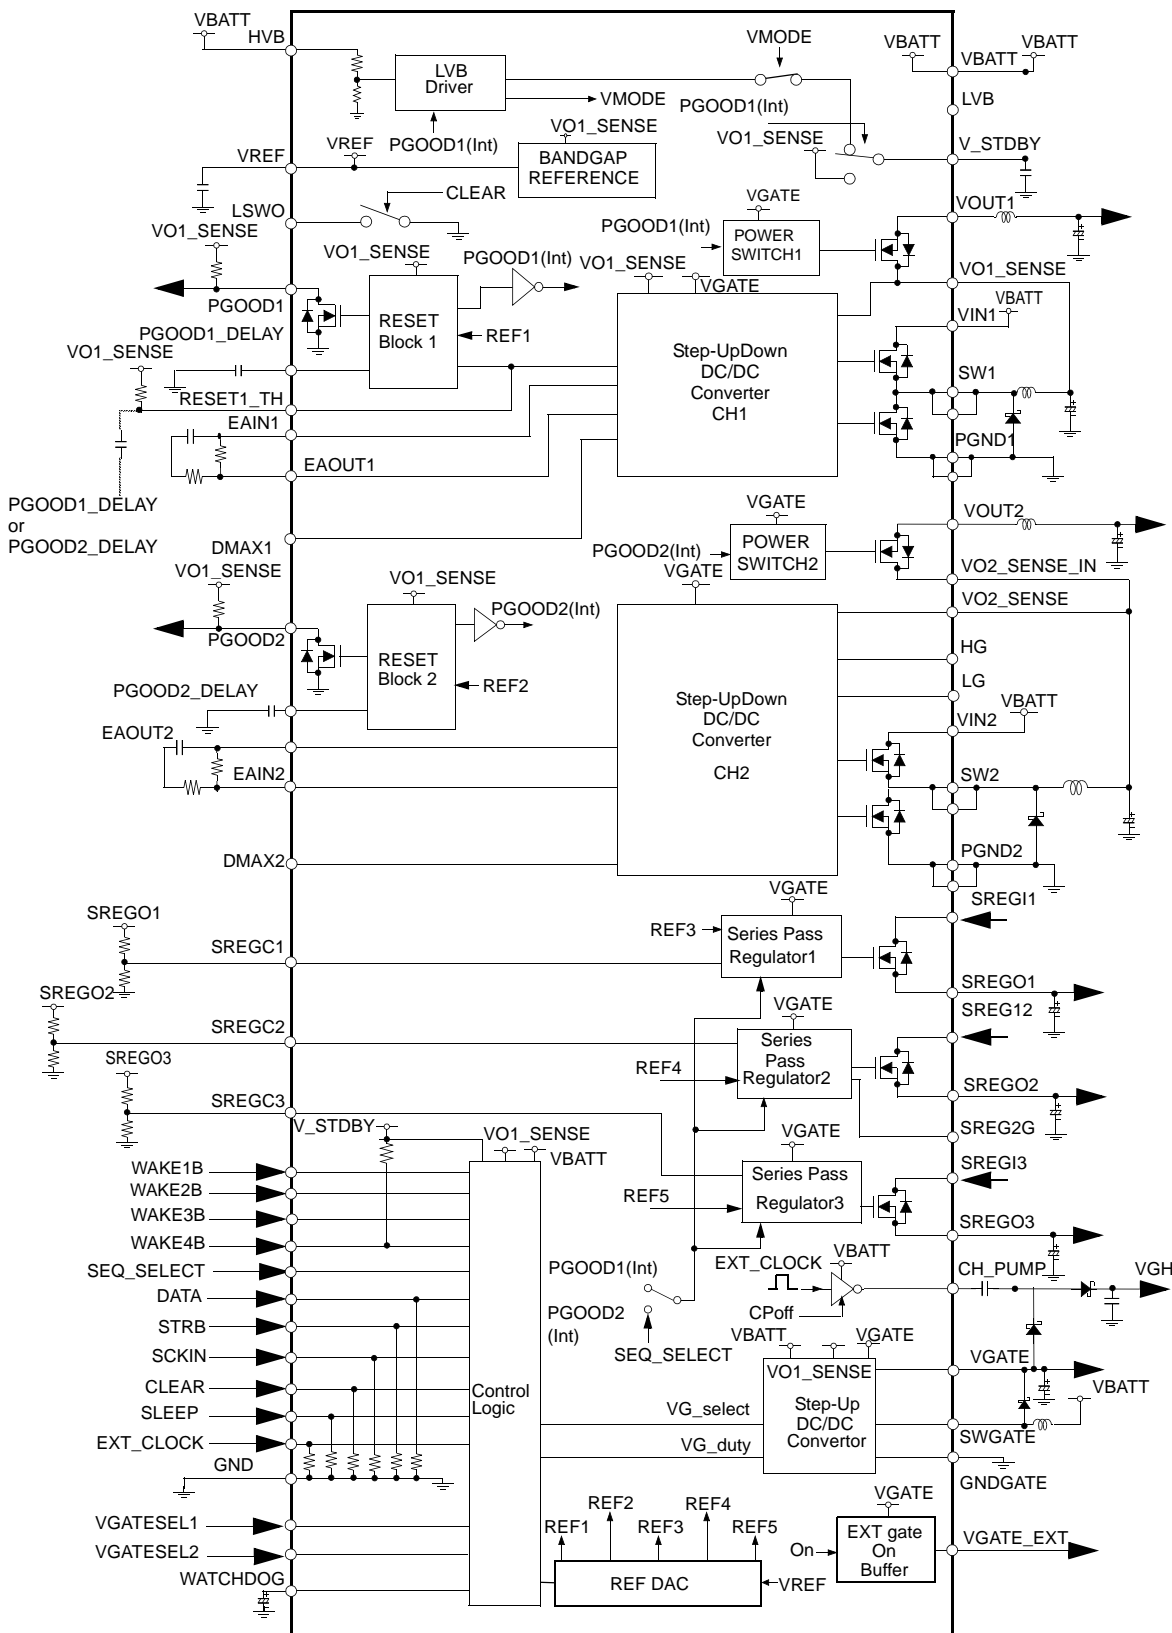 VBATT
HVB
LVB
Driver
VMODE
PGOOD1(Int)
VMODE
PGOOD1(Int)
VO1_SENSE
VBATT
VBATT
VBATT
LVB
V_STDBY
VREF
VREF
VO1_SENSE
BANDGAP
REFERENCE
LSWO
CLEAR
VO1_SENSE
VGATE
PGOOD1(Int)
POWER
SWITCH1
VOUT1
VO1_SENSE
PGOOD1(Int)
PGOOD1
PGOOD1_DELAY
RESET
Block 1
REF1
VO1_SENSE
VGATE
Step-UpDown
DC/DC
Converter
CH1
VO1_SENSE
VBATT
VIN1
SW1
PGND1
VO1_SENSE
RESET1_TH
EAIN1
EAOUT1
PGOOD1_DELAY
or
PGOOD2_DELAY
DMAX1
VGATE
PGOOD2(Int)
POWER
SWITCH2
VOUT2
VO2_SENSE_IN
VO2_SENSE
VO1_SENSE
VO1_SENSE
PGOOD2(Int)
VGATE
PGOOD2
RESET
Block 2
REF2
PGOOD2_DELAY
Step-UpDown
DC/DC
Converter
CH2
HG
LG
VBATT
VIN2
SW2
PGND2
EAOUT2
EAIN2
DMAX2
VGATE
SREGI1
SREGO1
SREGC1
REF3
Series Pass
Regulator1
SREGO1
SREGO2
SREGC2
VGATE
SREG12
Series
Pass
Regulator2
REF4
SREGO2
SREGO3
SREGC3
SREG2G
V_STDBY
VO1_SENSE
VBATT
VGATE
Series Pass
Regulator3
REF5
SREGI3
SREGO3
WAKE1B
WAKE2B
WAKE3B
WAKE4B
SEQ_SELECT
DATA
STRB
SCKIN
CLEAR
SLEEP
EXT_CLOCK
GND
Control
Logic
PGOOD1(Int)
PGOOD2
(Int)
SEQ_SELECT
EXT_CLOCK
VBATT
CPoff
CH_PUMP
VGH
VBATT
VGATE
VO1_SENSE
Step-Up
DC/DC
Convertor
VG_select
VG_duty
VGATE
VBATT
SWGATE
GNDGATE
VGATESEL1
VGATESEL2
WATCHDOG
REF1
REF2
REF3
REF4
REF5
REF DAC
VREF
VGATE
On
EXT gate
On
Buffer
VGATE_EXT